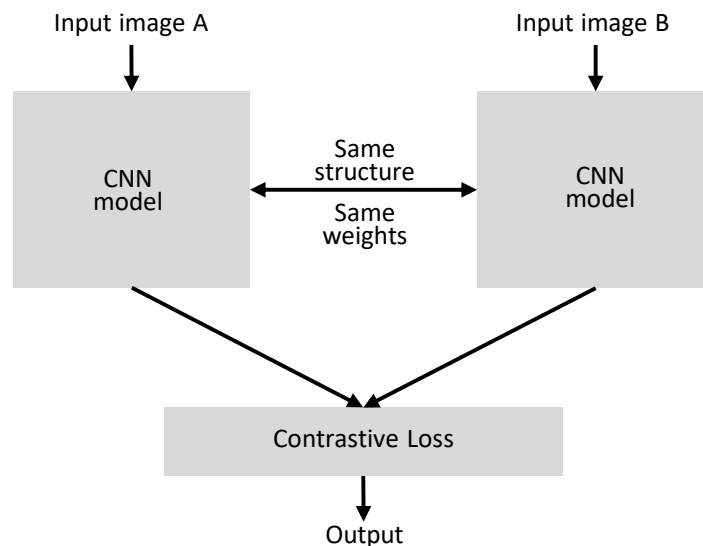 Input image A
Input image B
CNN
model
Same
structure
Same
weights
CNN
model
Contrastive Loss
Output